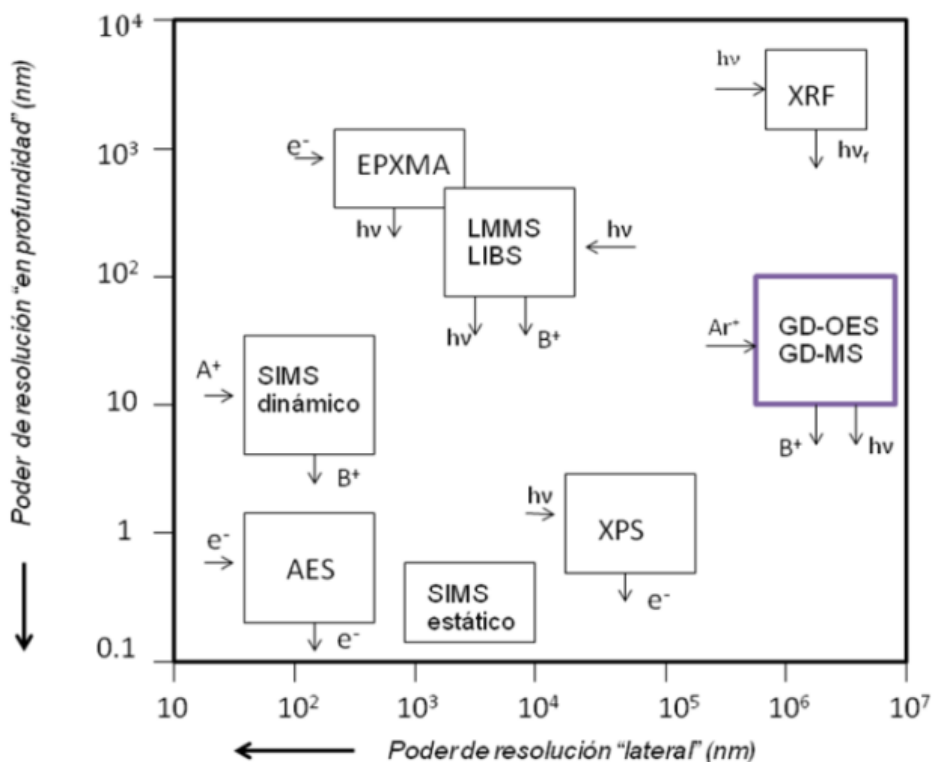 Poder de resolución "en profundidad" (nm)
10⁴
10³
10²
10
1
0.1
hν
XRF
hνf
e⁻
EPXMA
hν
LMMS
LIBS
hν
hν
B⁺
Ar⁺
GD-OES
GD-MS
B⁺
hν
A⁺
SIMS
dinámico
B⁺
hν
XPS
e⁻
e⁻
AES
e⁻
SIMS
estático
10
10²
10³
10⁴
10⁵
10⁶
10⁷
Poder de resolución "lateral" (nm)